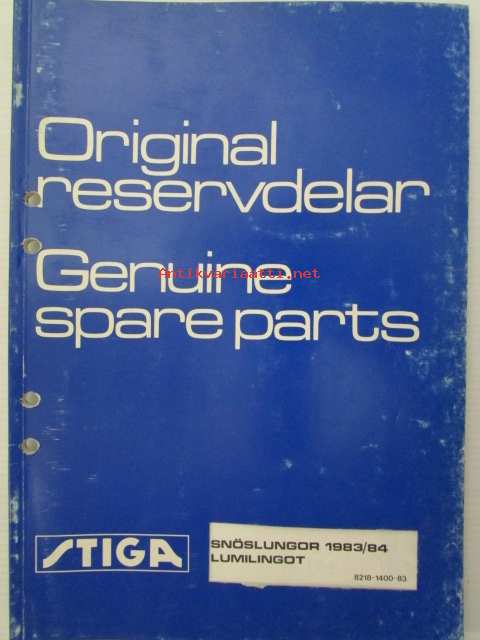 Original
reservdelar
Genuine
Antikvariaatti.net
spare parts
STIGA
SNÖSLUNGOR 1983/84
LUMILINGOT
8218-1400-83